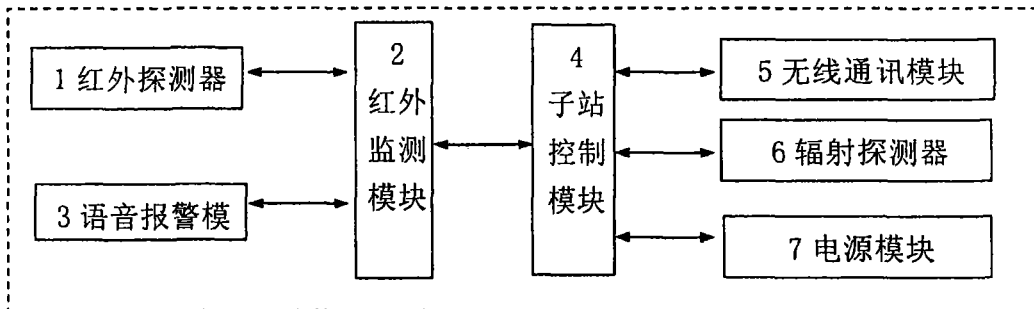 1 红外探测器
3 语音报警模
2
红外
监测
模块
4
子站
控制
模块
5 无线通讯模块
6 辐射探测器
7 电源模块